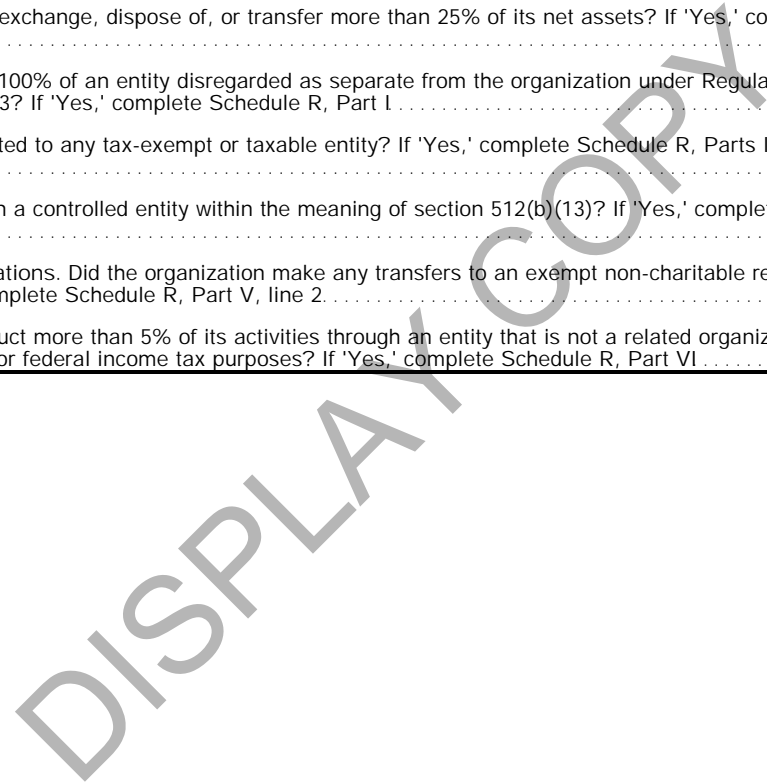 exchange, dispose of, or transfer more than 25% of its net assets? If 'Yes,' co
100% of an entity disregarded as separate from the organization under Regula
3? If 'Yes,' complete Schedule R, Part I
ted to any tax-exempt or taxable entity? If 'Yes,' complete Schedule R, Parts
n a controlled entity within the meaning of section 512(b)(13)? If 'Yes,' complet
ations. Did the organization make any transfers to an exempt non-charitable re
mplete Schedule R, Part V, line 2
uct more than 5% of its activities through an entity that is not a related organiz
or federal income tax purposes? If 'Yes,' complete Schedule R, Part VI
DISPLAY COPY